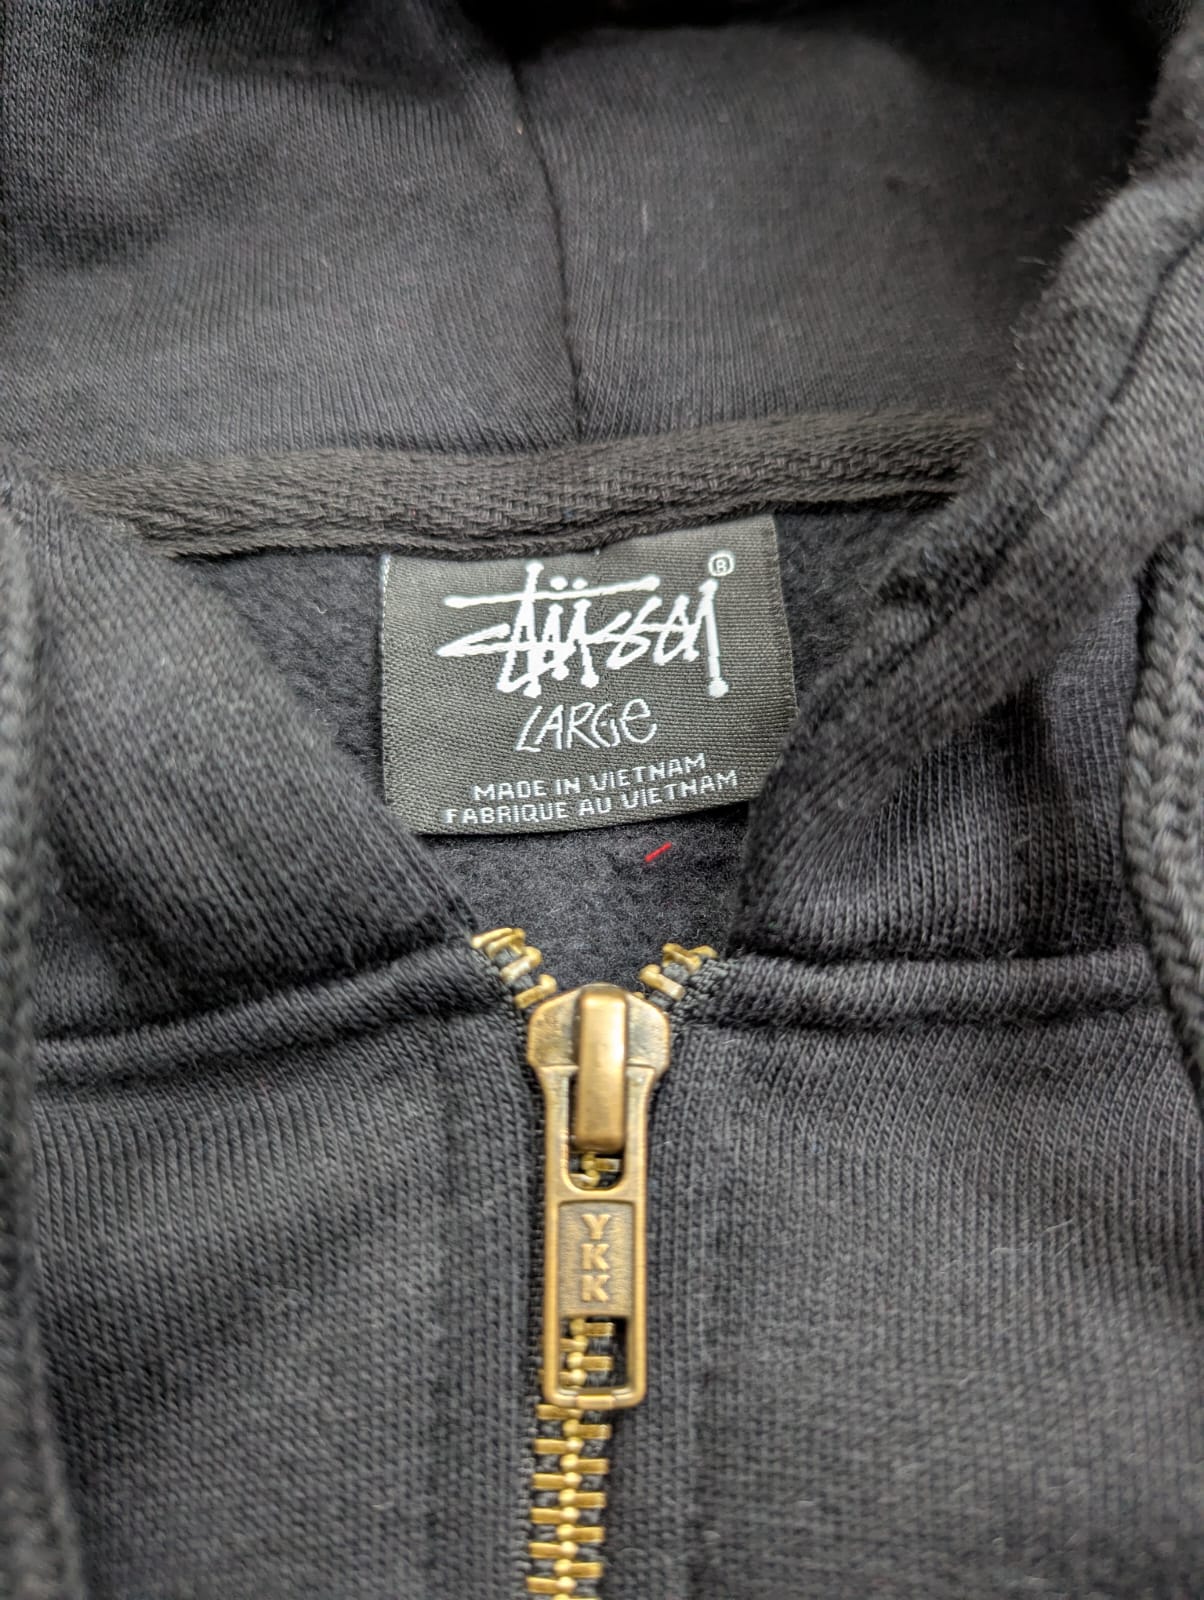 Stüssy ®
LARGE
MADE IN VIETNAM
FABRIQUE AU VIETNAM
YKK